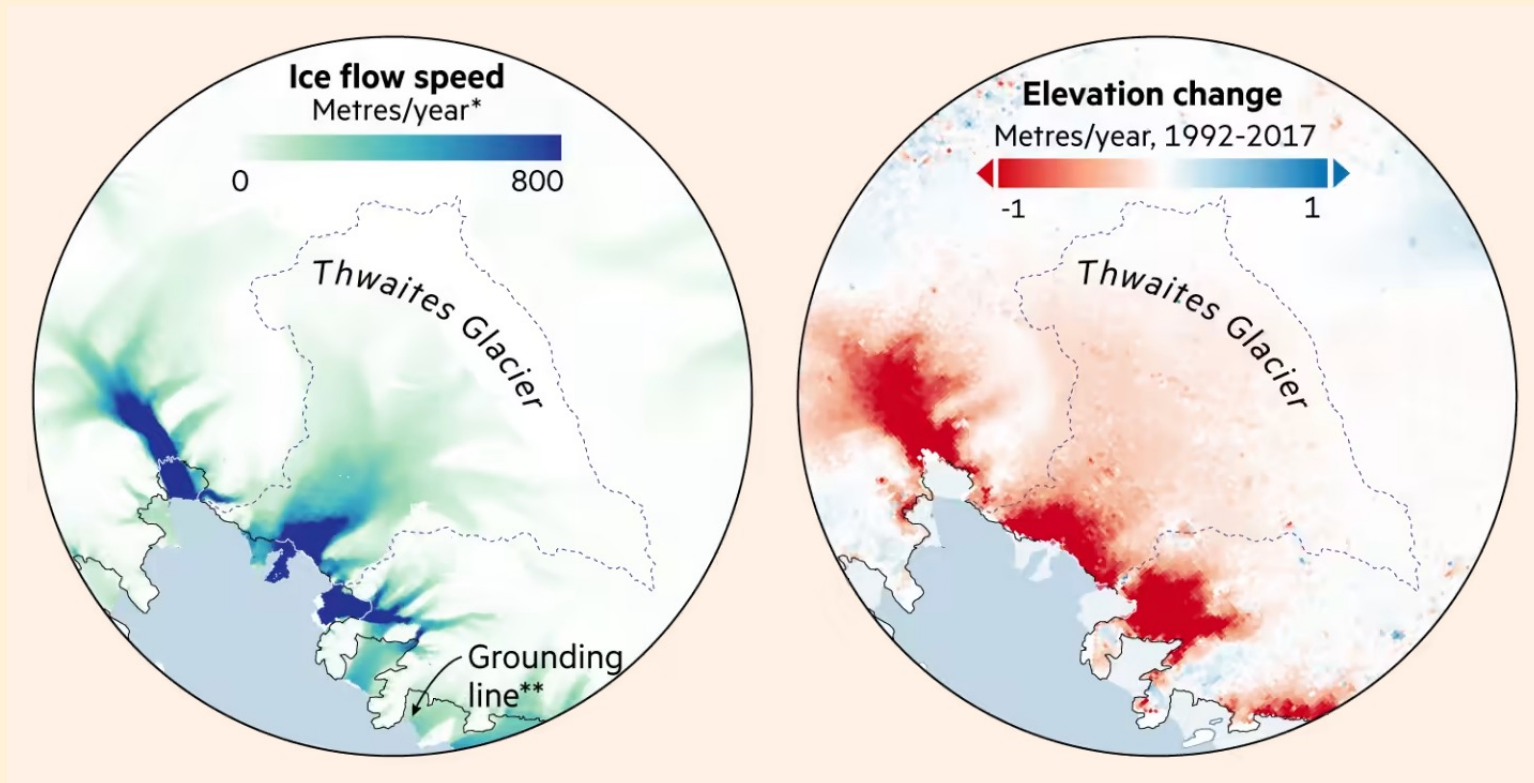 Ice flow speed
Metres/year*
0 800
Thwaites Glacier
Grounding
line**
Elevation change
Metres/year, 1992-2017
-1 1
Thwaites Glacier